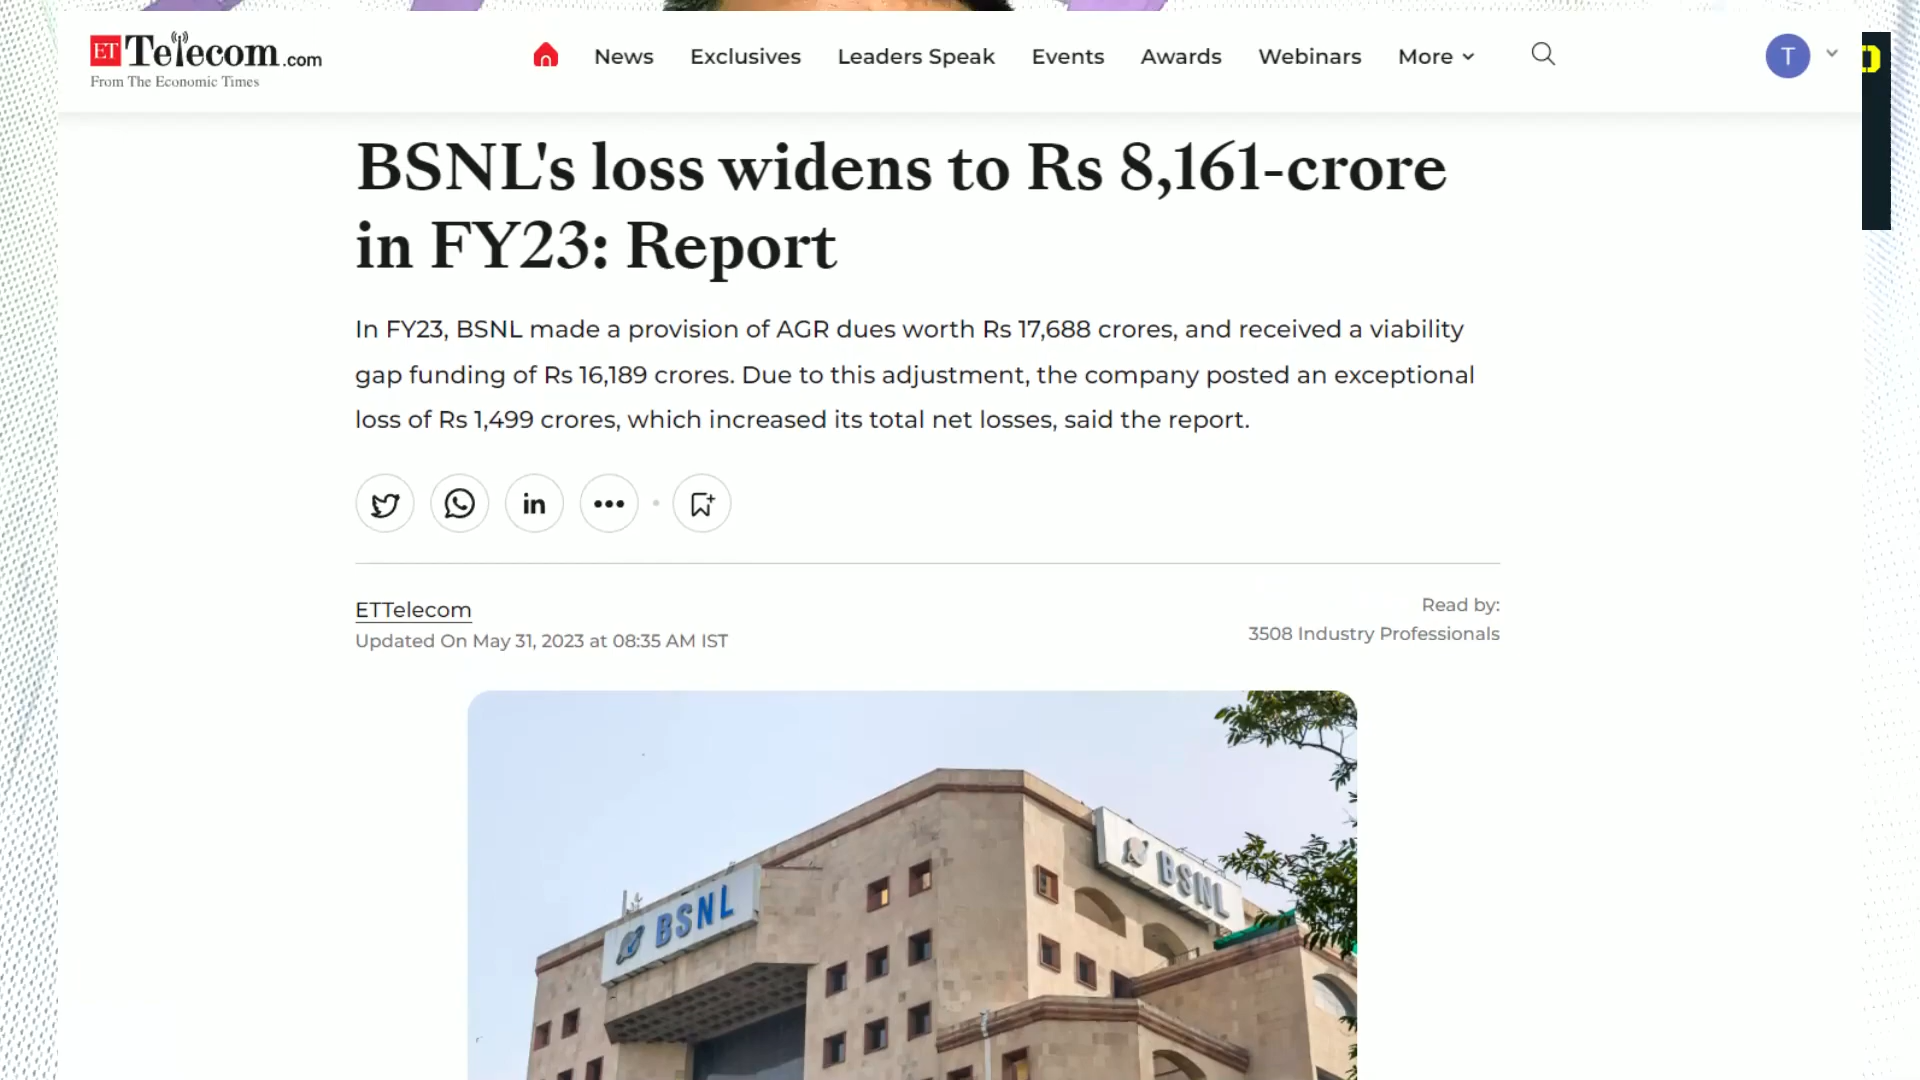 ET Telecom.com
From The Economic Times
News Exclusives Leaders Speak Events Awards Webinars More
T
BSNL's loss widens to Rs 8,161-crore
in FY23: Report
In FY23, BSNL made a provision of AGR dues worth Rs 17,688 crores, and received a viability
gap funding of Rs 16,189 crores. Due to this adjustment, the company posted an exceptional
loss of Rs 1,499 crores, which increased its total net losses, said the report.
in
ETTelecom
Updated On May 31, 2023 at 08:35 AM IST
Read by:
3508 Industry Professionals
BSNL
BSNL